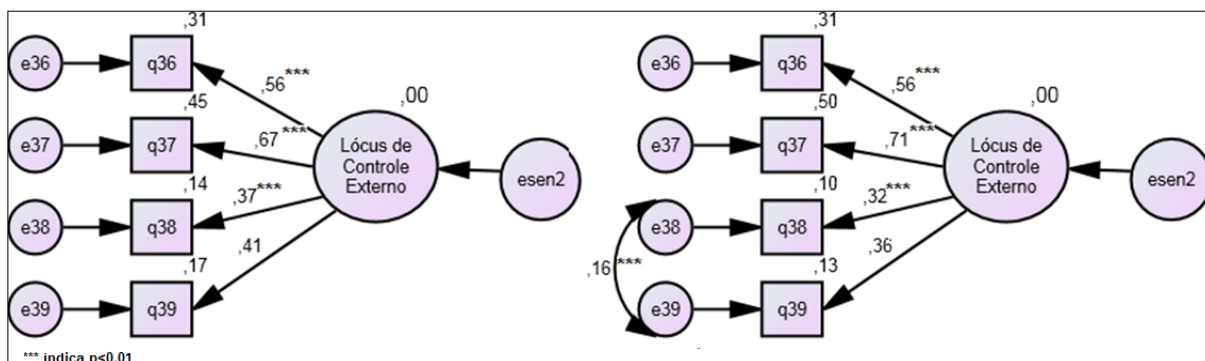 ,31
e36 q36 ,56*** ,00
,45
e37 q37 ,67*** Lócus de Controle Externo esen2
,14
e38 q38 ,37***
,17 ,41
e39 q39
*** indica p<0.01
,31
e36 q36 ,56*** ,00
,50
e37 q37 ,71*** Lócus de Controle Externo esen2
,10
e38 q38 ,32***
,16*** ,13 ,36
e39 q39